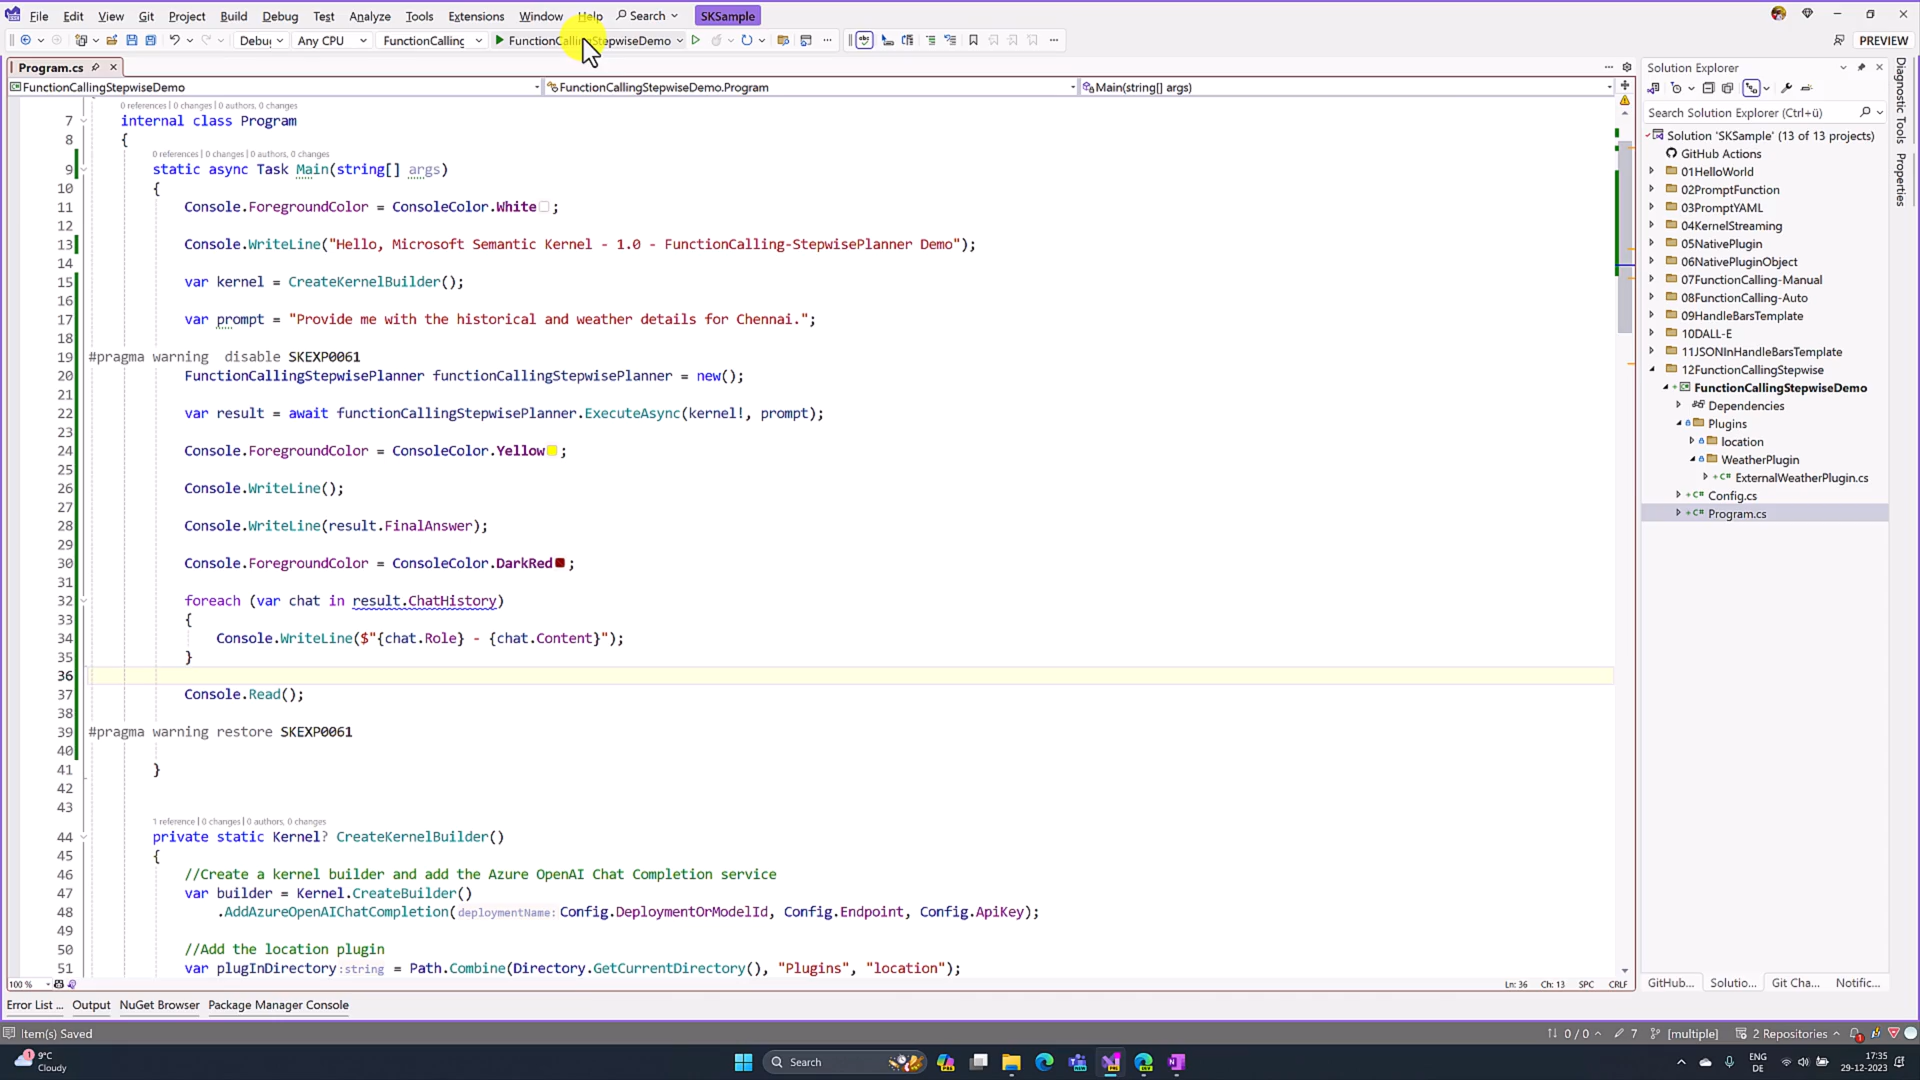 File Edit View Git Project Build Debug Test Analyze Tools Extensions Window Help Search SKSample
Debug Any CPU FunctionCalling FunctionCallingStepwiseDemo PREVIEW
Program.cs
FunctionCallingStepwiseDemo FunctionCallingStepwiseDemo.Program Main(string[] args)
0 references | 0 changes | 0 authors, 0 changes
7 internal class Program
8 {
0 references | 0 changes | 0 authors, 0 changes
9 static async Task Main(string[] args)
10 {
11 Console.ForegroundColor = ConsoleColor.White;
12
13 Console.WriteLine("Hello, Microsoft Semantic Kernel - 1.0 - FunctionCalling-StepwisePlanner Demo");
14
15 var kernel = CreateKernelBuilder();
16
17 var prompt = "Provide me with the historical and weather details for Chennai.";
18
19 #pragma warning disable SKEXP0061
20 FunctionCallingStepwisePlanner functionCallingStepwisePlanner = new();
21
22 var result = await functionCallingStepwisePlanner.ExecuteAsync(kernel!, prompt);
23
24 Console.ForegroundColor = ConsoleColor.Yellow;
25
26 Console.WriteLine();
27
28 Console.WriteLine(result.FinalAnswer);
29
30 Console.ForegroundColor = ConsoleColor.DarkRed;
31
32 foreach (var chat in result.ChatHistory)
33 {
34 Console.WriteLine($"{chat.Role} - {chat.Content}");
35 }
36
37 Console.Read();
38
39 #pragma warning restore SKEXP0061
40
41 }
42
43
1 reference | 0 changes | 0 authors, 0 changes
44 private static Kernel? CreateKernelBuilder()
45 {
46 //Create a kernel builder and add the Azure OpenAI Chat Completion service
47 var builder = Kernel.CreateBuilder()
48 .AddAzureOpenAIChatCompletion(deploymentName: Config.DeploymentOrModelId, Config.Endpoint, Config.ApiKey);
49
50 //Add the location plugin
51 var plugInDirectory:string = Path.Combine(Directory.GetCurrentDirectory(), "Plugins", "location");
100 % Ln: 36 Ch: 13 SPC CRLF
Error List ... Output NuGet Browser Package Manager Console
Solution Explorer
Search Solution Explorer (Ctrl+ü)
Solution 'SKSample' (13 of 13 projects)
GitHub Actions
01HelloWorld
02PromptFunction
03PromptYAML
04KernelStreaming
05NativePlugin
06NativePluginObject
07FunctionCalling-Manual
08FunctionCalling-Auto
09HandleBarsTemplate
10DALL-E
11JSONInHandleBarsTemplate
12FunctionCallingStepwise
FunctionCallingStepwiseDemo
Dependencies
Plugins
location
WeatherPlugin
ExternalWeatherPlugin.cs
Config.cs
Program.cs
GitHub... Solutio... Git Cha... Notific...
Diagnostic Tools
Properties
Item(s) Saved 0 / 0 7 [multiple] 2 Repositories
1
9°C
Cloudy
Search
ENG
DE
17:35
29-12-2023